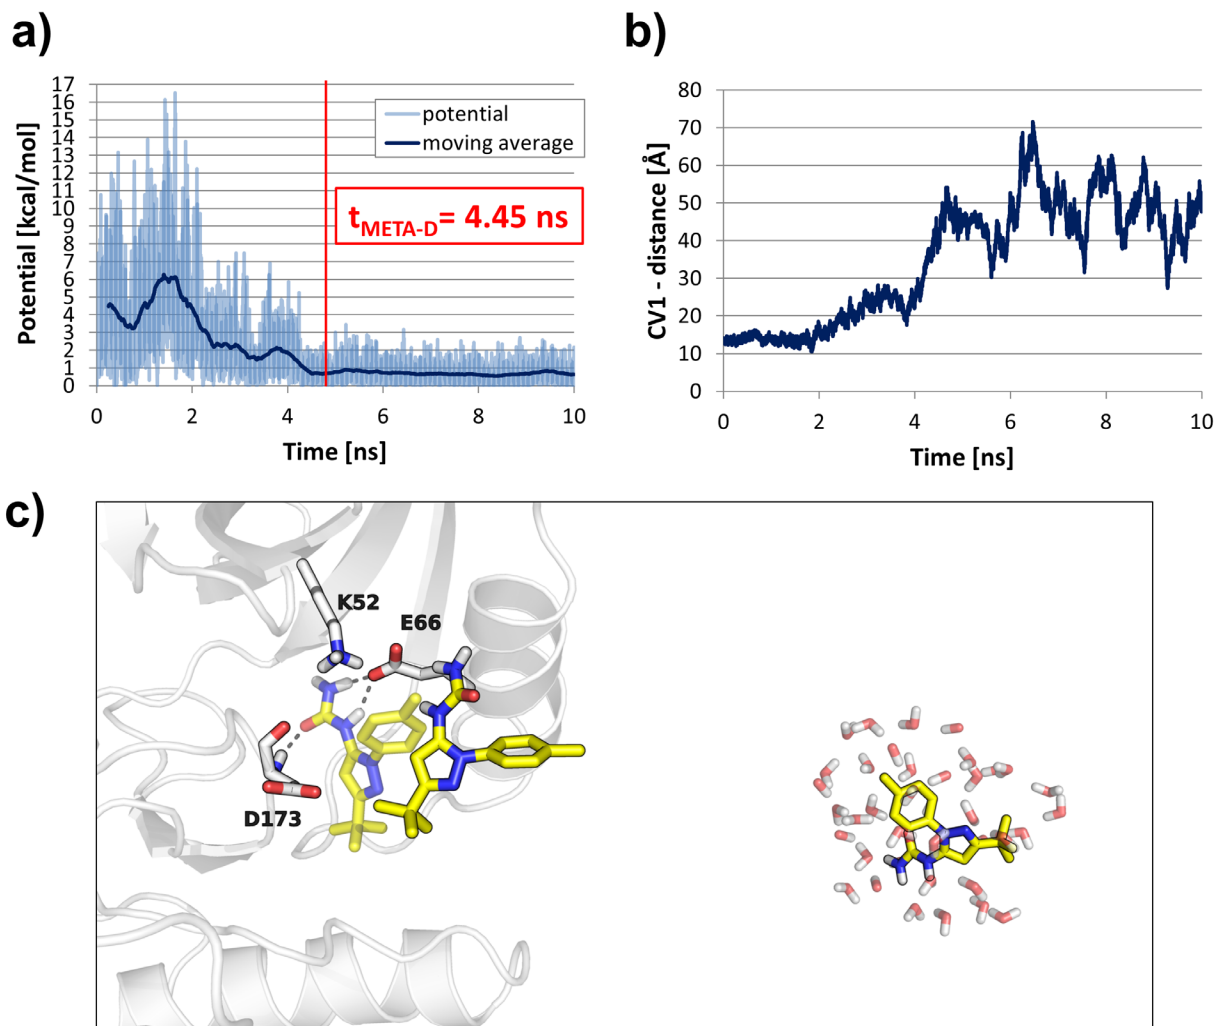 a)
17
16
15
14
13
12
11
10
9
8
7
6
5
4
3
2
1
0
Potential [kcal/mol]
potential
moving average
tMETA-D= 4.45 ns
0 2 4 6 8 10
Time [ns]
b)
80
70
60
50
40
30
20
10
0
CV1 - distance [Å]
0 2 4 6 8 10
Time [ns]
c)
K52
E66
D173